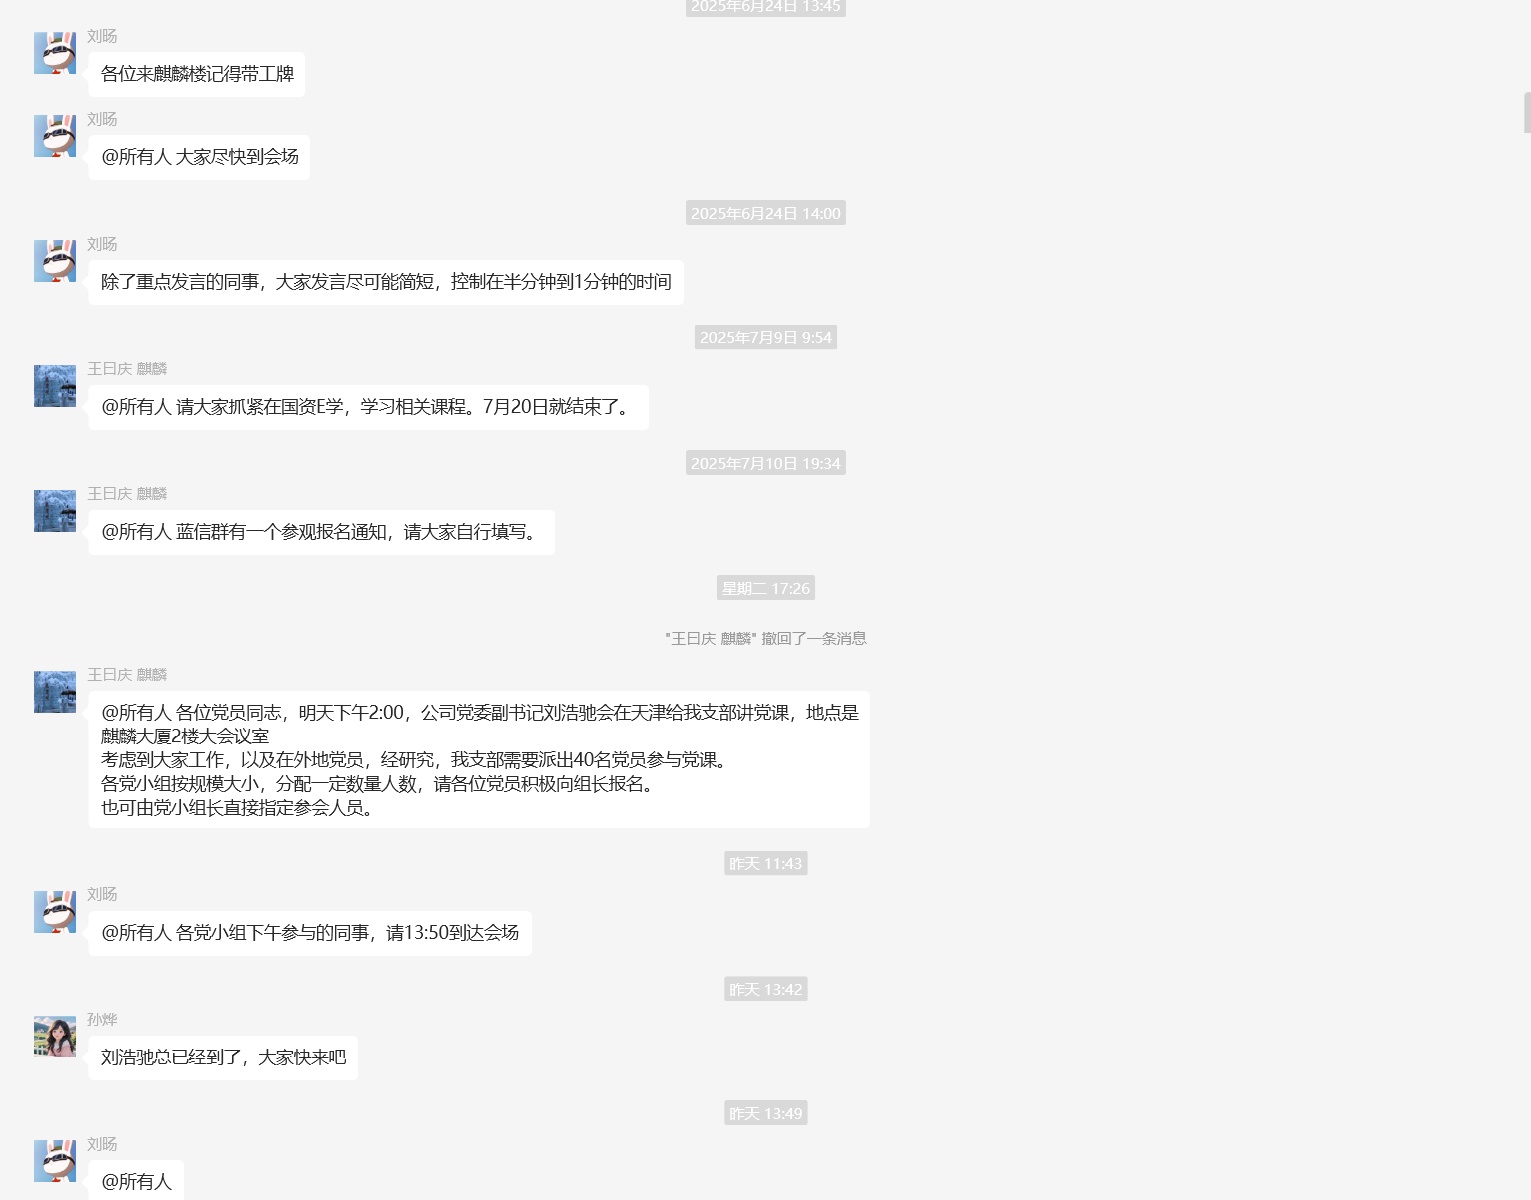 2025年6月24日 13:45
刘旸
各位来麒麟楼记得带工牌
刘旸
@所有人 大家尽快到会场
2025年6月24日 14:00
刘旸
除了重点发言的同事，大家发言尽可能简短，控制在半分钟到1分钟的时间
2025年7月9日 9:54
王曰庆 麒麟
@所有人 请大家抓紧在国资E学，学习相关课程。7月20日就结束了。
2025年7月10日 19:34
王曰庆 麒麟
@所有人 蓝信群有一个参观报名通知，请大家自行填写。
星期二 17:26
"王曰庆 麒麟" 撤回了一条消息
王曰庆 麒麟
@所有人 各位党员同志，明天下午2:00，公司党委副书记刘浩驰会在天津给我支部讲党课，地点是
麒麟大厦2楼大会议室
考虑到大家工作，以及在外地党员，经研究，我支部需要派出40名党员参与党课。
各党小组按规模大小，分配一定数量人数，请各位党员积极向组长报名。
也可由党小组长直接指定参会人员。
昨天 11:43
刘旸
@所有人 各党小组下午参与的同事，请13:50到达会场
昨天 13:42
孙烨
刘浩驰总已经到了，大家快来吧
昨天 13:49
刘旸
@所有人